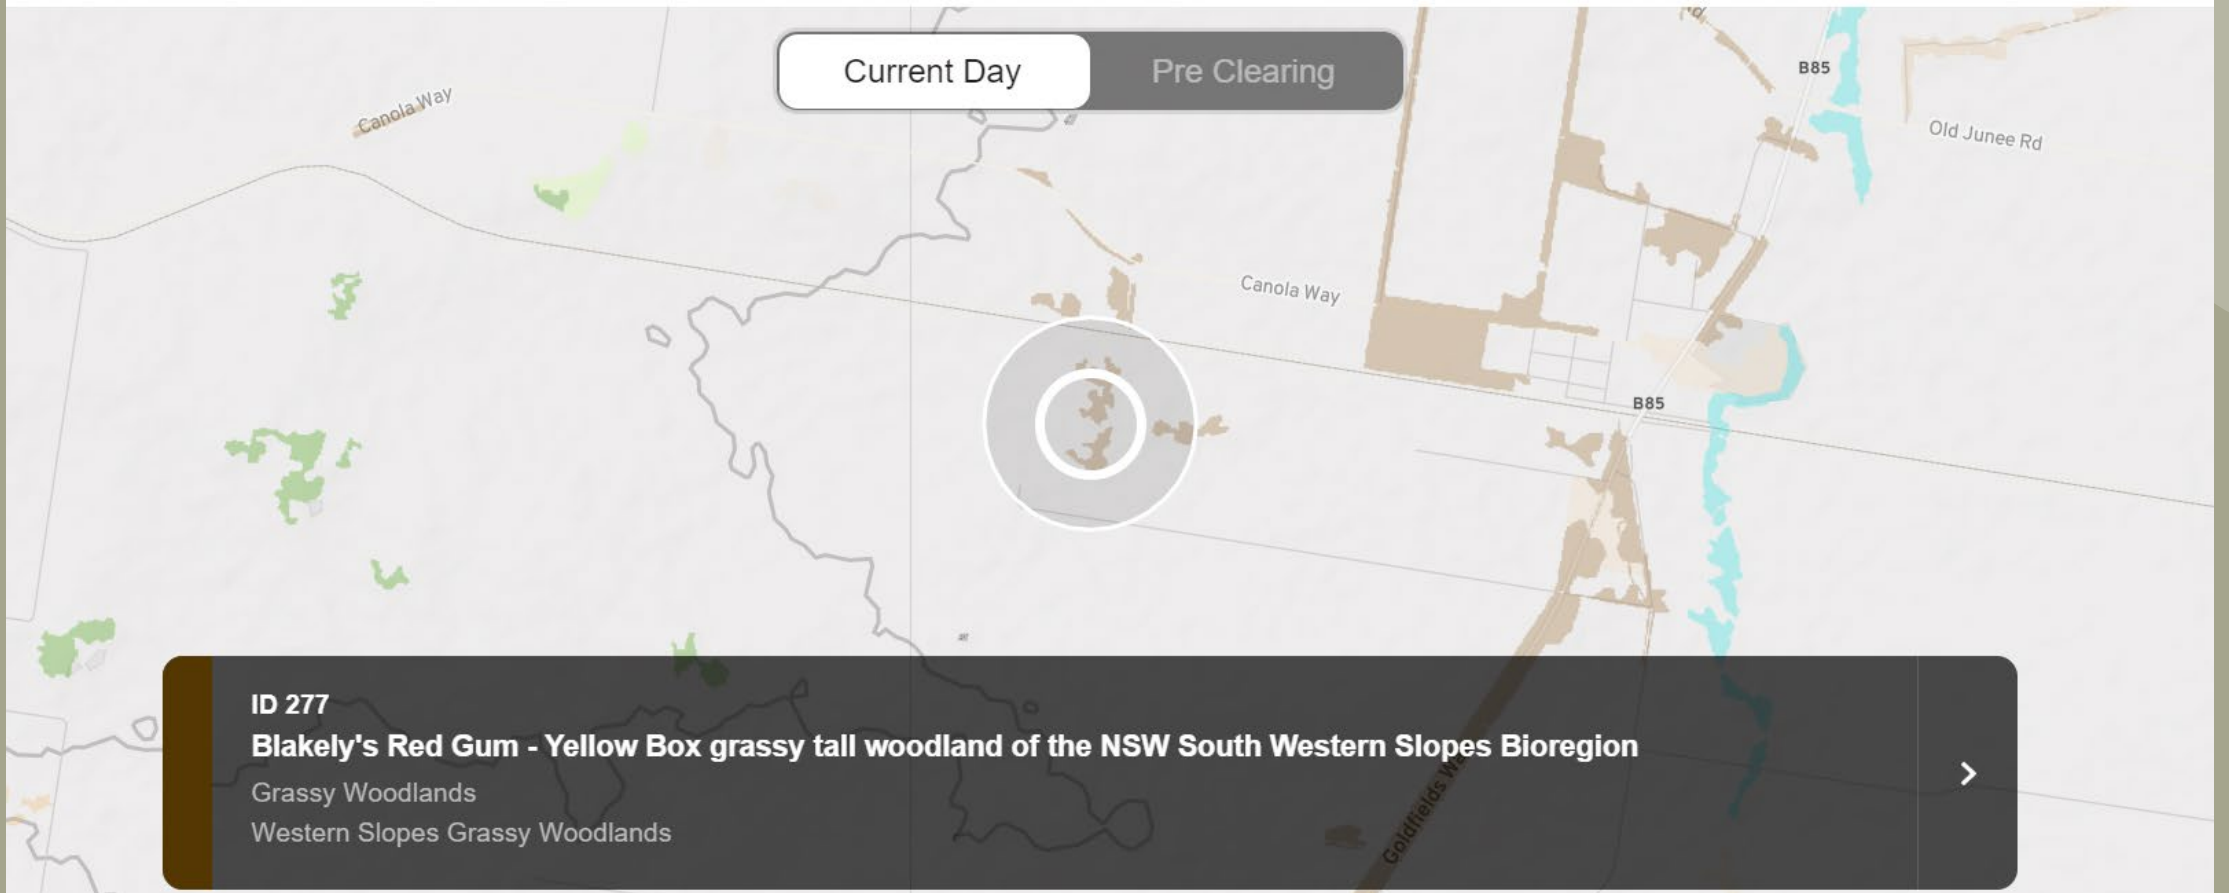 Current Day
Pre Clearing
Canola Way
B85
Old Junee Rd
Canola Way
B85
ID 277
Blakely's Red Gum - Yellow Box grassy tall woodland of the NSW South Western Slopes Bioregion
Grassy Woodlands
Western Slopes Grassy Woodlands
Goldfields